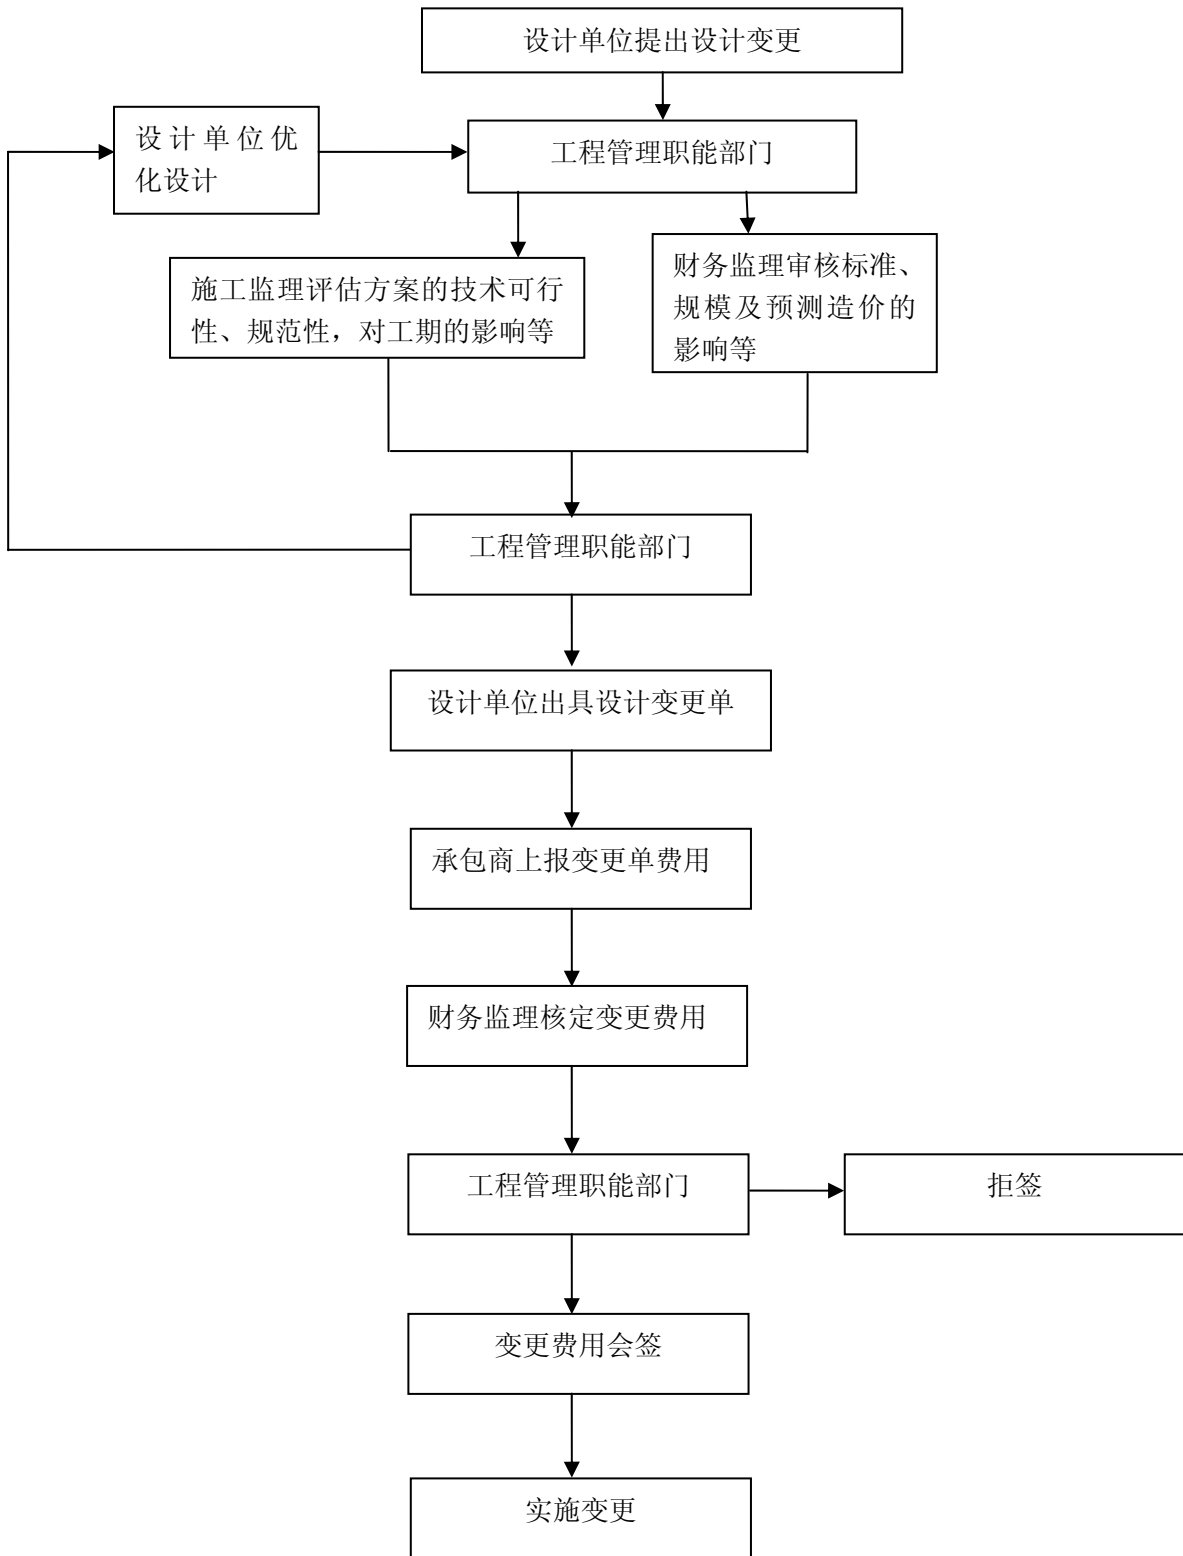 设计单位提出设计变更
设计单位优
化设计
工程管理职能部门
施工监理评估方案的技术可行
性、规范性，对工期的影响等
财务监理审核标准、
规模及预测造价的
影响等
工程管理职能部门
设计单位出具设计变更单
承包商上报变更单费用
财务监理核定变更费用
工程管理职能部门
拒签
变更费用会签
实施变更